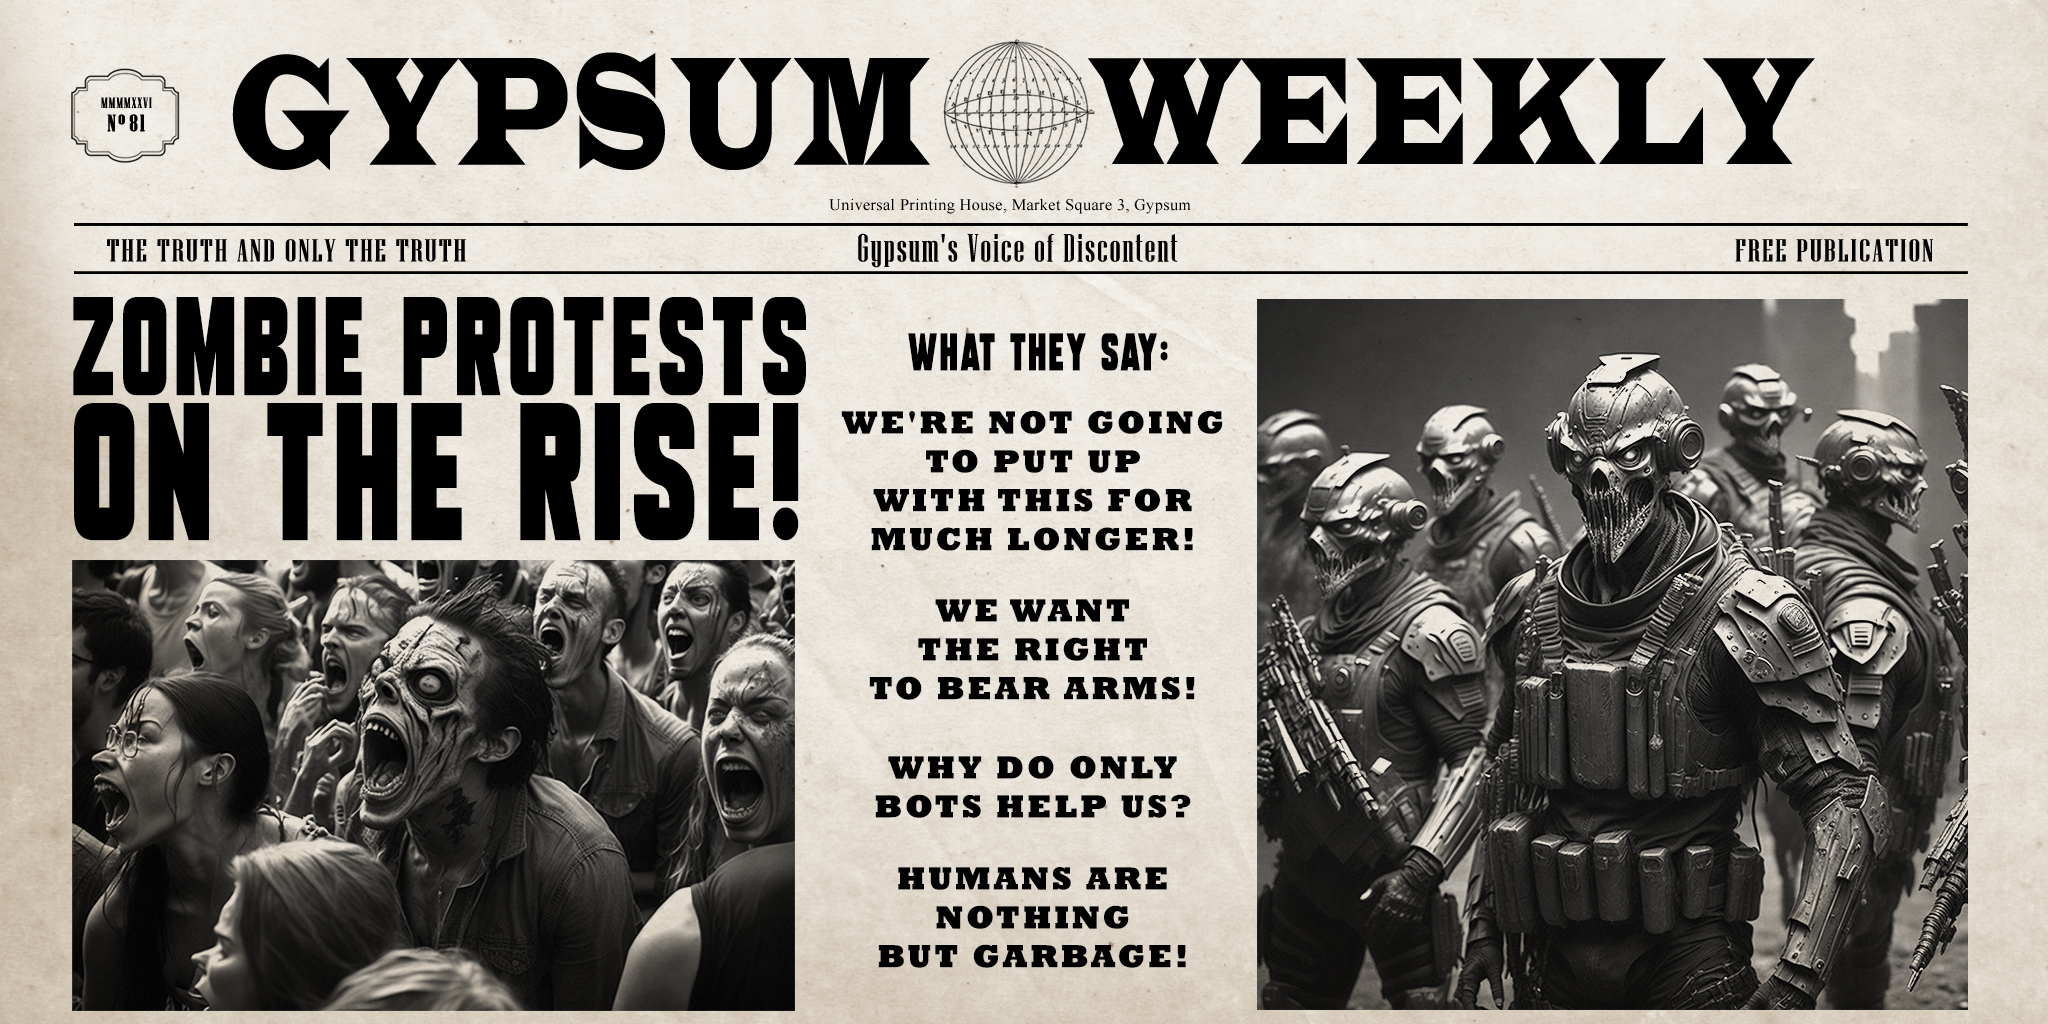 MMMMXXVI
Nº 81
GYPSUM WEEKLY
Universal Printing House, Market Square 3, Gypsum
THE TRUTH AND ONLY THE TRUTH
Gypsum's Voice of Discontent
FREE PUBLICATION
ZOMBIE PROTESTS
ON THE RISE!
WHAT THEY SAY:
WE'RE NOT GOING
TO PUT UP
WITH THIS FOR
MUCH LONGER!
WE WANT
THE RIGHT
TO BEAR ARMS!
WHY DO ONLY
BOTS HELP US?
HUMANS ARE
NOTHING
BUT GARBAGE!